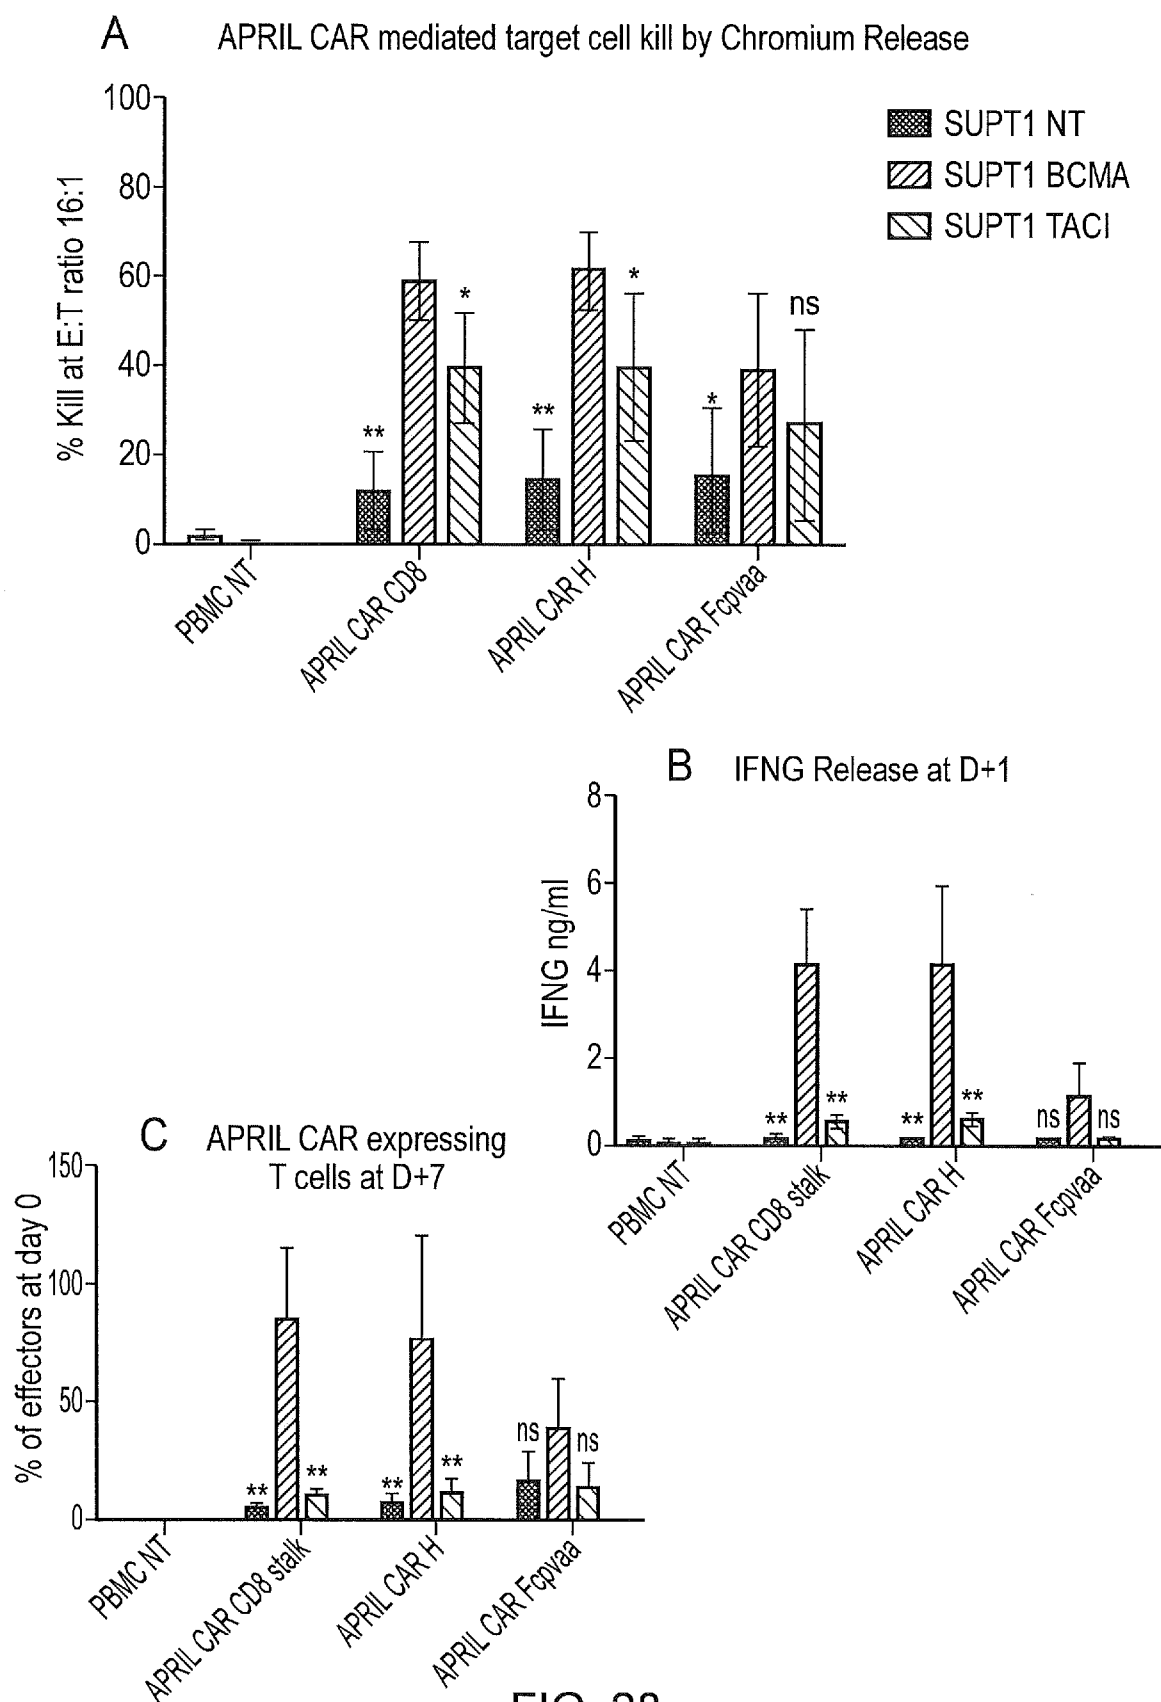 A APRIL CAR mediated target cell kill by Chromium Release
% Kill at E:T ratio 16:1
100
80
60
40
20
0
SUPT1 NT
SUPT1 BCMA
SUPT1 TACI
**
*
**
*
*
ns
PBMC NT
APRIL CAR CD8
APRIL CAR H
APRIL CAR Fcpvaa
B IFNG Release at D+1
IFNG ng/ml
8
6
4
2
0
**
**
**
**
ns
ns
PBMC NT
APRIL CAR CD8 stalk
APRIL CAR H
APRIL CAR Fcpvaa
C APRIL CAR expressing
T cells at D+7
% of effectors at day 0
150
100
50
0
**
**
**
**
ns
ns
PBMC NT
APRIL CAR CD8 stalk
APRIL CAR H
APRIL CAR Fcpvaa